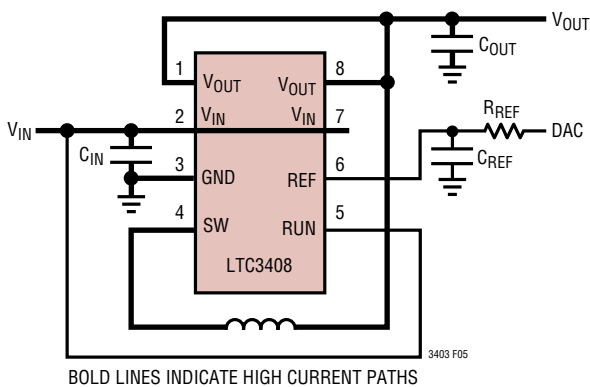 VOUT
COUT
1
VOUT
VOUT
8
VIN
2
VIN
VIN
7
RREF
DAC
CIN
3
GND
REF
6
CREF
4
SW
RUN
5
LTC3408
3403 F05
BOLD LINES INDICATE HIGH CURRENT PATHS